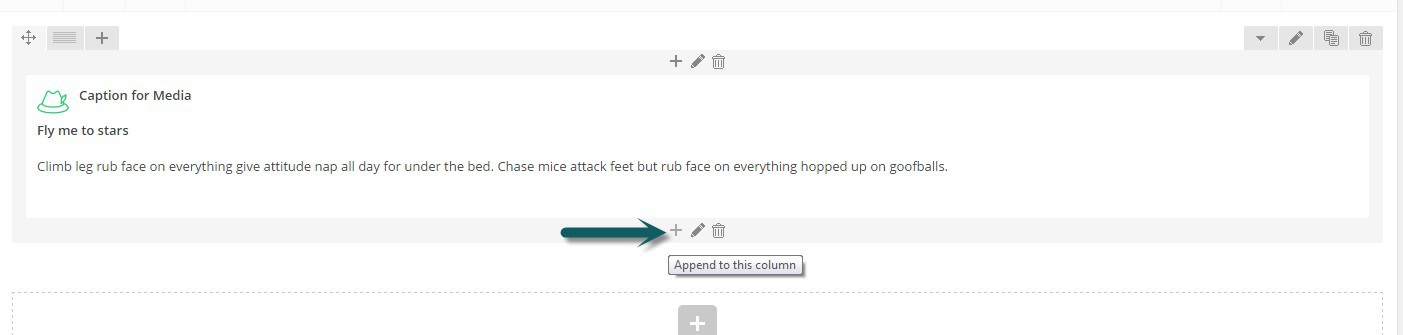 Caption for Media
Fly me to stars
Climb leg rub face on everything give attitude nap all day for under the bed. Chase mice attack feet but rub face on everything hopped up on goofballs.
Append to this column